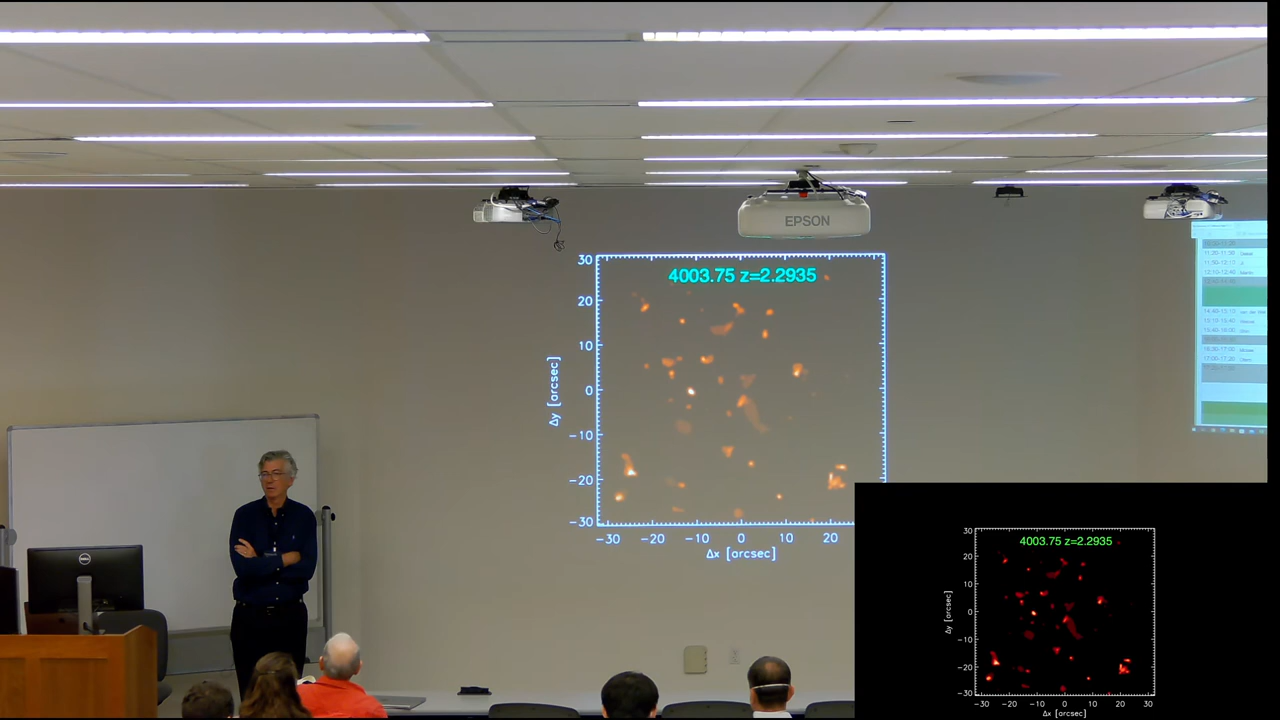 EPSON
4003.75 z=2.2935
30
20
10
0
−10
−20
−30
Δy [arcsec]
−30 −20 −10 0 10 20
Δx [arcsec]
DELL
4003.75 z=2.2935
30
20
10
0
−10
−20
−30
Δy [arcsec]
−30 −20 −10 0 10 20 30
Δx [arcsec]